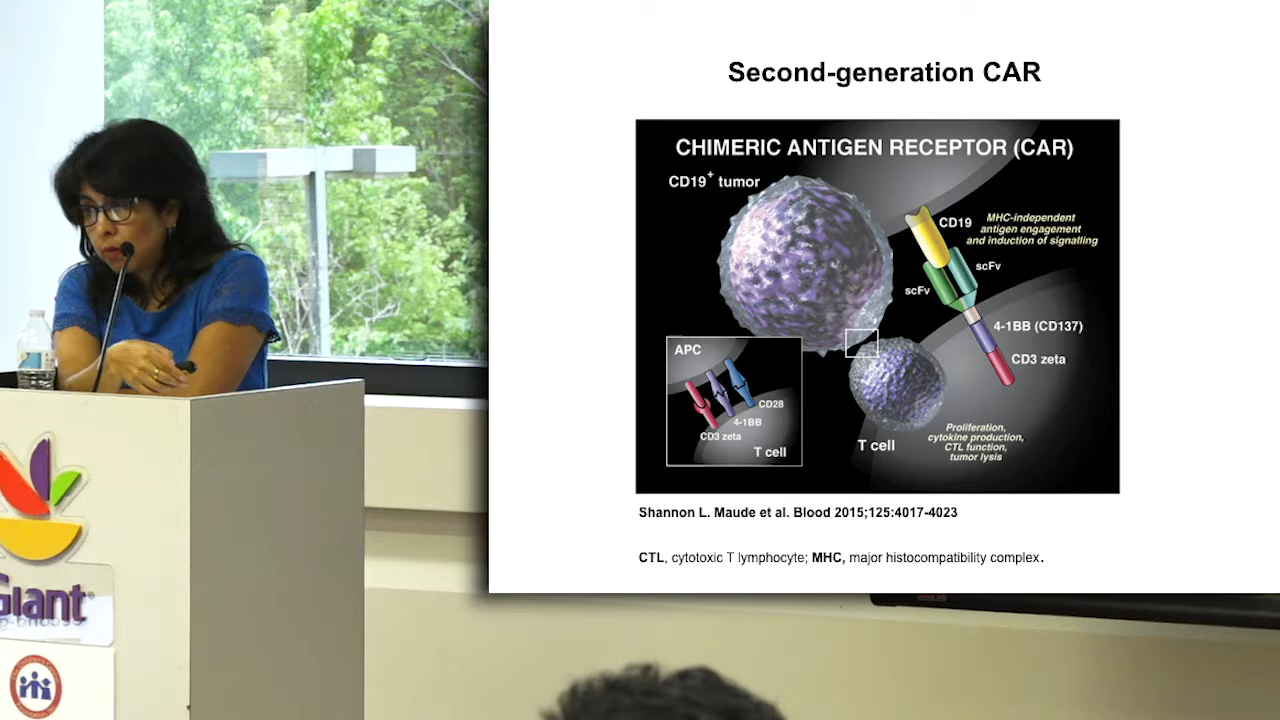 Second-generation CAR
CHIMERIC ANTIGEN RECEPTOR (CAR)
CD19+ tumor
CD19
MHC-independent
antigen engagement
and induction of signalling
scFv
scFv
4-1BB (CD137)
CD3 zeta
APC
CD28
4-1BB
CD3 zeta
T cell
T cell
Proliferation,
cytokine production,
CTL function,
tumor lysis
Shannon L. Maude et al. Blood 2015;125:4017-4023
CTL, cytotoxic T lymphocyte; MHC, major histocompatibility complex.
Giant